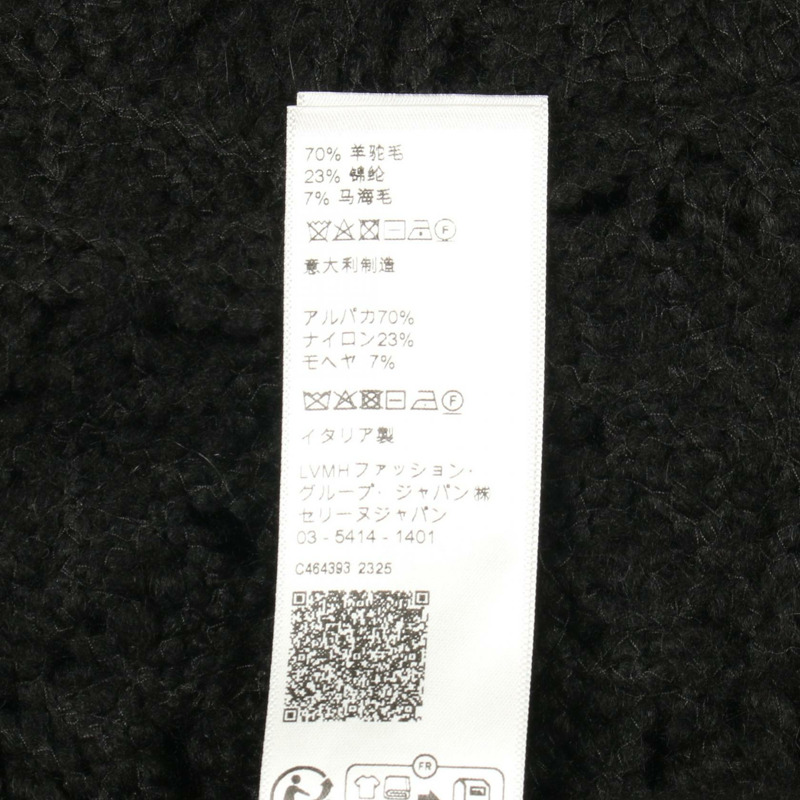 70% 羊驼毛
23% 锦纶
7% 马海毛
F
意大利制造
アルパカ70%
ナイロン23%
モヘヤ 7%
F
イタリア製
LVMHファッション・
グループ・ジャパン株
セリーヌジャパン
03 - 5414 - 1401
C464393 2325
FR